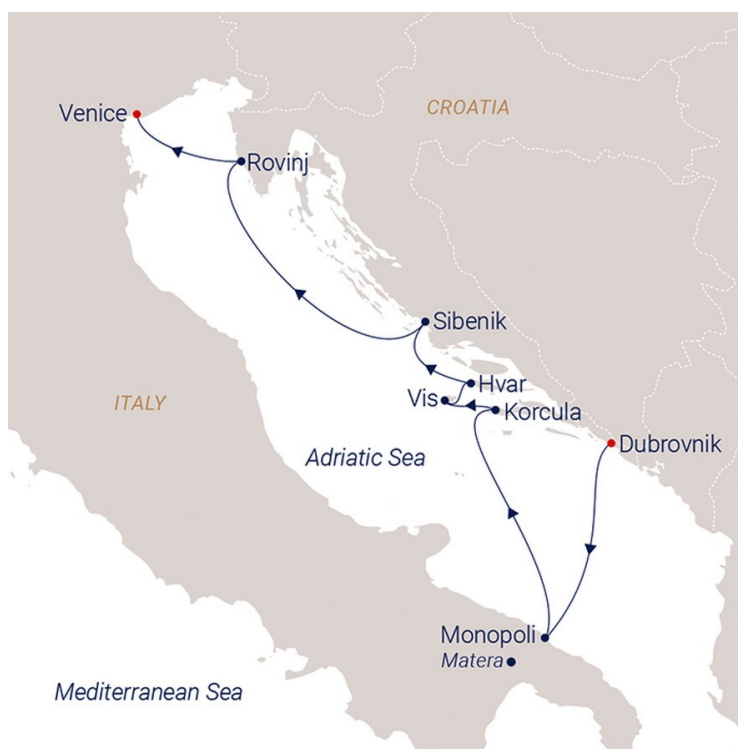 CROATIA
Venice
Rovinj
Sibenik
Hvar
Vis
Korcula
ITALY
Dubrovnik
Adriatic Sea
Monopoli
Matera
Mediterranean Sea